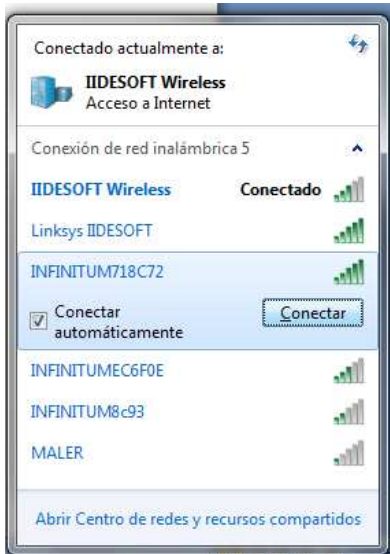 Conectado actualmente a:
IIDESOFT Wireless
Acceso a Internet
Conexión de red inalámbrica 5
IIDESOFT Wireless Conectado
Linksys IIDESOFT
INFINITUM718C72
Conectar
automáticamente
Conectar
INFINITUMEC6F0E
INFINITUM8c93
MALER
Abrir Centro de redes y recursos compartidos